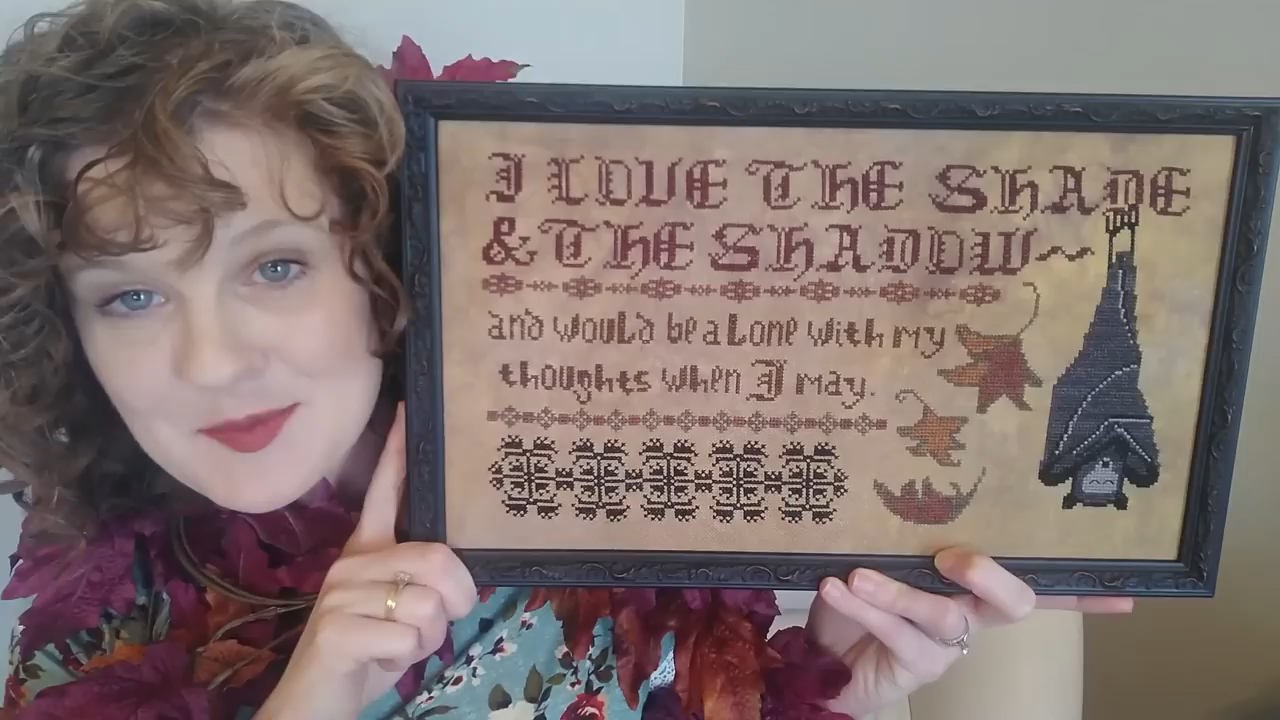 I LOVE THE SHADE
& THE SHADOW~
and would be alone with my
thoughts when I may.